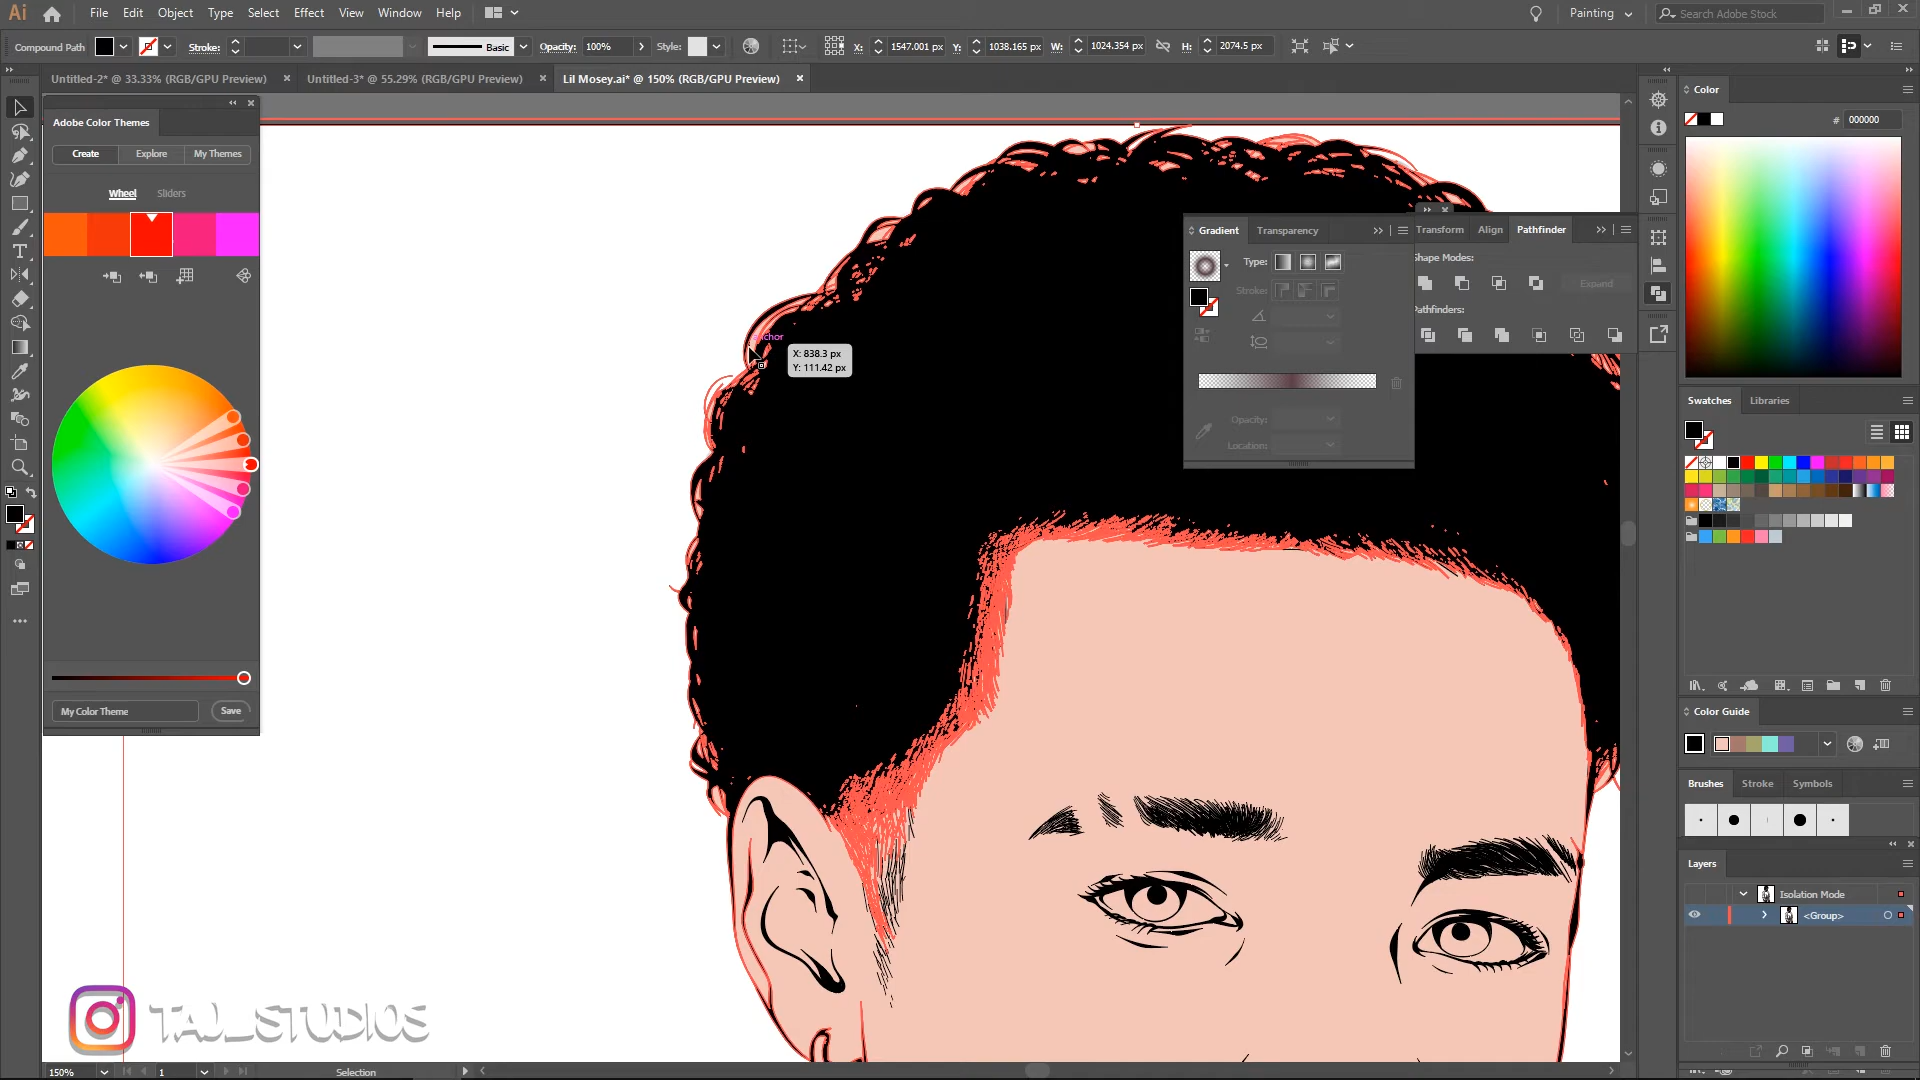 Ai File Edit Object Type Select Effect View Window Help Painting Search Adobe Stock
Compound Path Stroke: Basic Opacity: 100% Style: X: 1547.001 px Y: 1038.165 px W: 1024.354 px H: 2074.5 px
Untitled-2* @ 33.33% (RGB/GPU Preview) Untitled-3* @ 55.29% (RGB/GPU Preview) Lil Mosey.ai* @ 150% (RGB/GPU Preview)
Adobe Color Themes
Create Explore My Themes
Wheel Sliders
My Color Theme Save
X: 838.3 px
Y: 111.42 px
Gradient Transparency
Type:
Stroke:
Opacity:
Location:
Transform Align Pathfinder
Shape Modes:
Expand
Pathfinders:
Color
# 000000
Swatches Libraries
Color Guide
Brushes Stroke Symbols
Layers
Isolation Mode
<Group>
TAJ_STUDIOS
150% 1 Selection